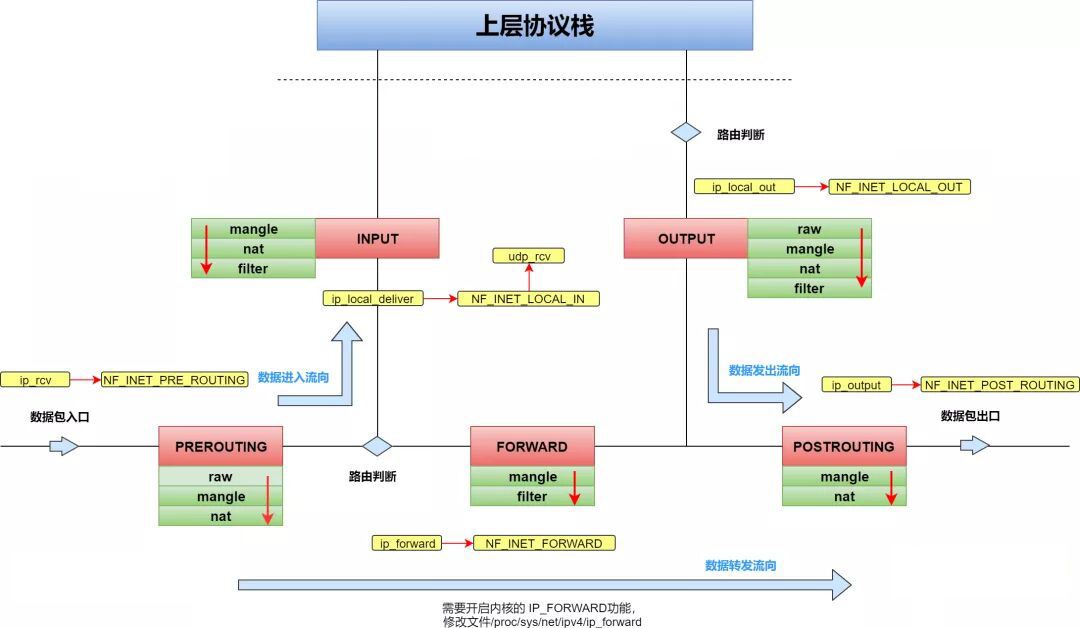 上层协议栈
路由判断
ip_local_out
NF_INET_LOCAL_OUT
mangle
nat
filter
INPUT
OUTPUT
raw
mangle
nat
filter
udp_rcv
ip_local_deliver
NF_INET_LOCAL_IN
ip_rcv
NF_INET_PRE_ROUTING
数据进入流向
数据发出流向
ip_output
NF_INET_POST_ROUTING
数据包入口
数据包出口
PREROUTING
raw
mangle
nat
路由判断
FORWARD
mangle
filter
POSTROUTING
mangle
nat
ip_forward
NF_INET_FORWARD
数据转发流向
需要开启内核的 IP_FORWARD功能，
修改文件/proc/sys/net/ipv4/ip_forward